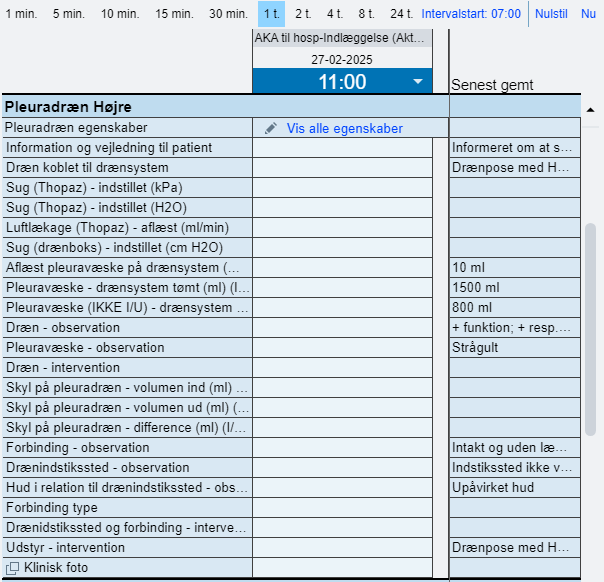 1 min. 5 min. 10 min. 15 min. 30 min. 1 t. 2 t. 4 t. 8 t. 24 t. Intervalstart: 07:00 Nulstil Nu
AKA til hosp-Indlæggelse (Akt...
27-02-2025
11:00 Senest gemt
Pleuradræn Højre
Pleuradræn egenskaber Vis alle egenskaber
Information og vejledning til patient Informeret om at s...
Dræn koblet til drænsystem Drænpose med H...
Sug (Thopaz) - indstillet (kPa)
Sug (Thopaz) - indstillet (H2O)
Luftlækage (Thopaz) - aflæst (ml/min)
Sug (drænboks) - indstillet (cm H2O)
Aflæst pleuravæske på drænsystem (... 10 ml
Pleuravæske - drænsystem tømt (ml) (I... 1500 ml
Pleuravæske (IKKE I/U) - drænsystem ... 800 ml
Dræn - observation + funktion; + resp....
Pleuravæske - observation Strågult
Dræn - intervention
Skyl på pleuradræn - volumen ind (ml) ...
Skyl på pleuradræn - volumen ud (ml) (...
Skyl på pleuradræn - difference (ml) (I/...
Forbinding - observation Intakt og uden læ...
Drænindstikssted - observation Indstikssted ikke v...
Hud i relation til drænindstikssted - obs... Upåvirket hud
Forbinding type
Drænidstikssted og forbinding - interve...
Udstyr - intervention Drænpose med H...
Klinisk foto